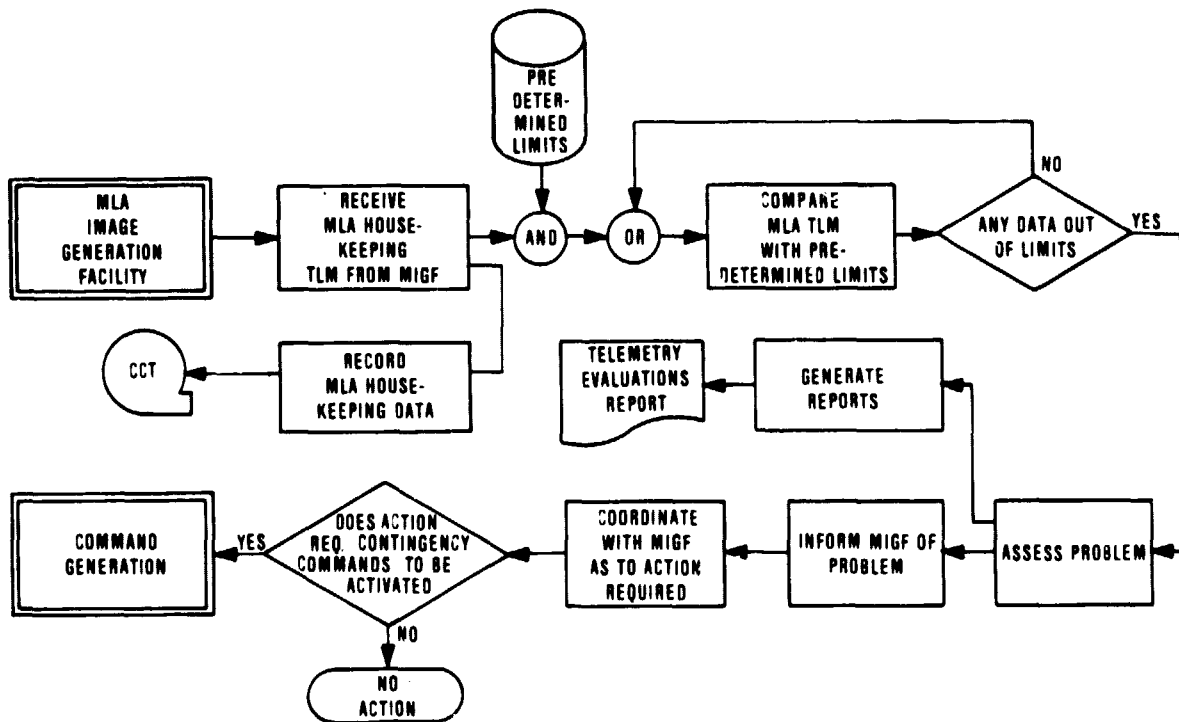 PRE
DETER-
MINED
LIMITS
MLA
IMAGE
GENERATION
FACILITY
RECEIVE
MLA HOUSE-
KEEPING
TLM FROM MIGF
AND
OR
COMPARE
MLA TLM
WITH PRE-
DETERMINED LIMITS
NO
ANY DATA OUT
OF LIMITS
YES
CCT
RECORD
MLA HOUSE-
KEEPING DATA
TELEMETRY
EVALUATIONS
REPORT
GENERATE
REPORTS
COMMAND
GENERATION
YES
DOES ACTION
REQ. CONTINGENCY
COMMANDS TO BE
ACTIVATED
COORDINATE
WITH MIGF
AS TO ACTION
REQUIRED
INFORM MIGF OF
PROBLEM
ASSESS PROBLEM
NO
NO
ACTION